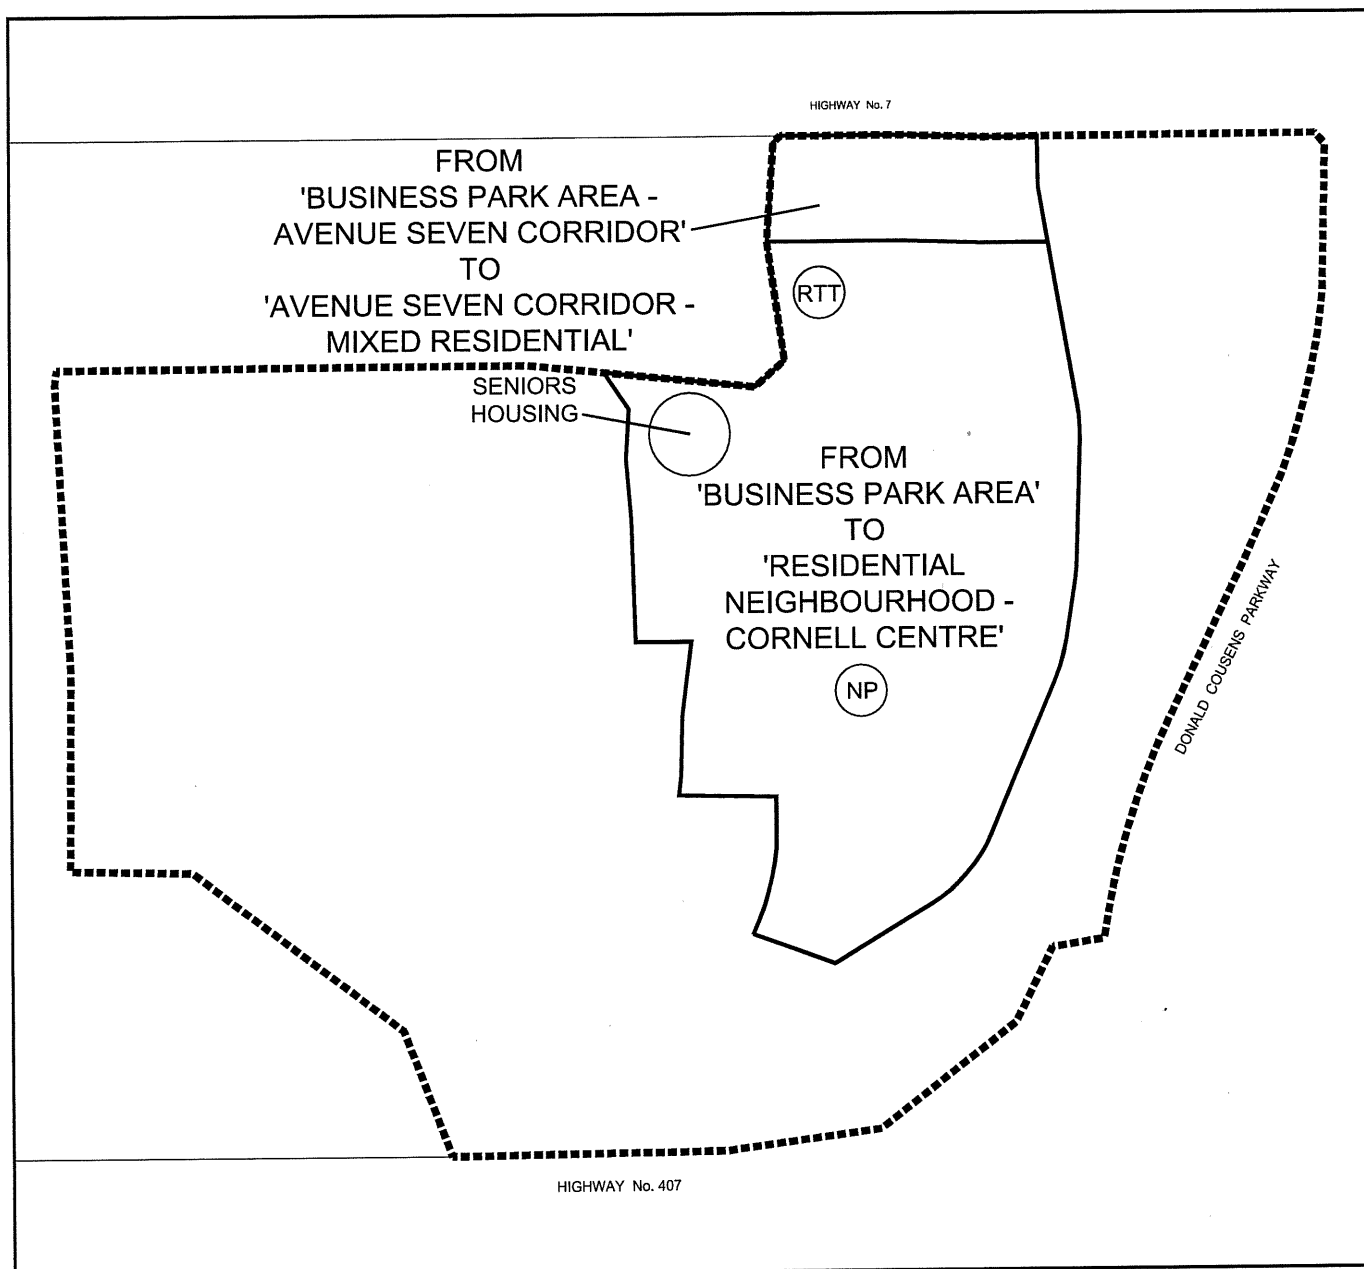 HIGHWAY No. 7
FROM
'BUSINESS PARK AREA -
AVENUE SEVEN CORRIDOR'
TO
'AVENUE SEVEN CORRIDOR -
MIXED RESIDENTIAL'
RTT
SENIORS
HOUSING
FROM
'BUSINESS PARK AREA'
TO
'RESIDENTIAL
NEIGHBOURHOOD -
CORNELL CENTRE'
NP
DONALD COUSENS PARKWAY
HIGHWAY No. 407